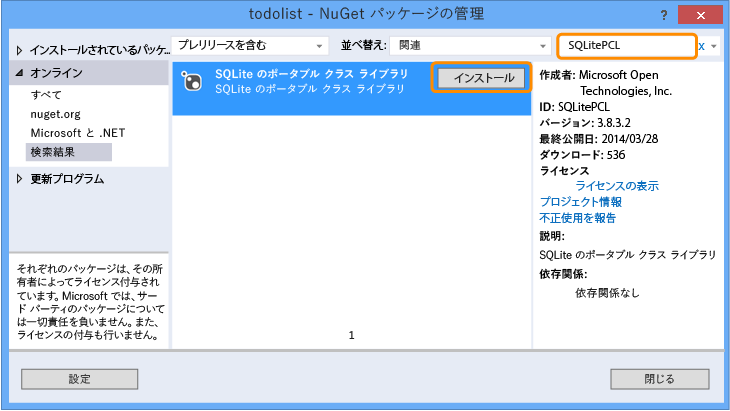 todolist - NuGet パッケージの管理
?
x
インストールされているパッケ..
オンライン
すべて
nuget.org
Microsoft と .NET
検索結果
更新プログラム
それぞれのパッケージは、その所
有者によってライセンス付与され
ています。Microsoft では、サー
ド パーティのパッケージについて
は一切責任を負いません。また、
ライセンスの付与も行いません。
プレリリースを含む
並べ替え: 関連
SQLitePCL
x
SQLite のポータブル クラス ライブラリ
SQLite のポータブル クラス ライブラリ
インストール
1
作成者: Microsoft Open
Technologies, Inc.
ID: SQLitePCL
バージョン: 3.8.3.2
最終公開日: 2014/03/28
ダウンロード: 536
ライセンス
ライセンスの表示
プロジェクト情報
不正使用を報告
説明:
SQLite のポータブル クラス ライブラリ
依存関係:
依存関係なし
設定
閉じる